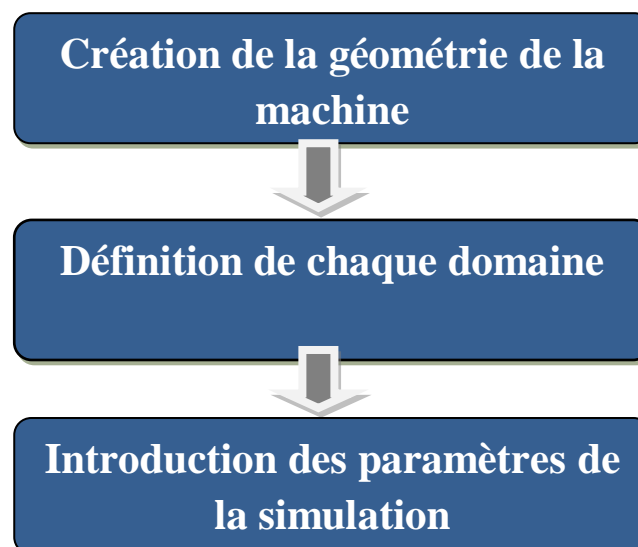 Création de la géométrie de la
machine
Définition de chaque domaine
Introduction des paramètres de
la simulation